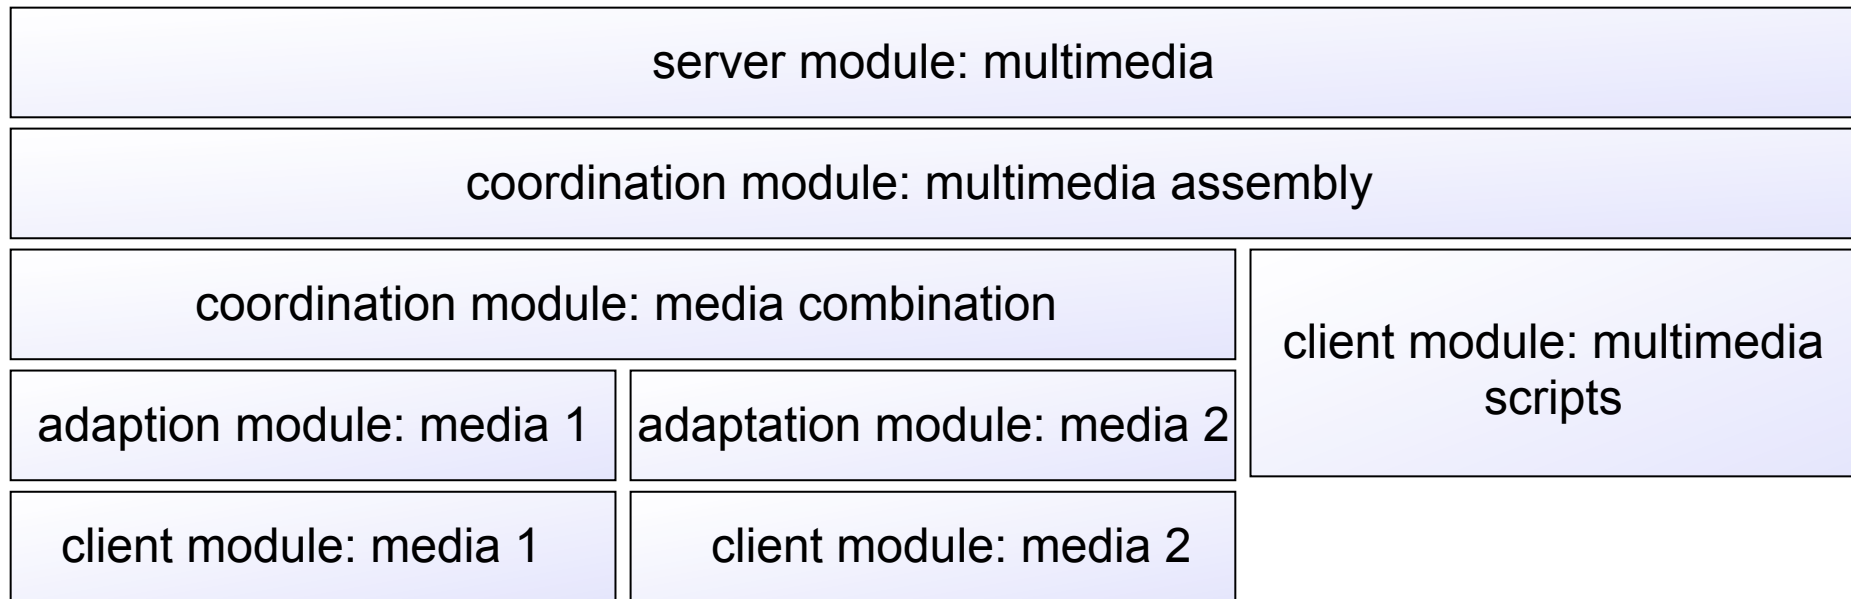 server module: multimedia
coordination module: multimedia assembly
coordination module: media combination
client module: multimedia
scripts
adaption module: media 1
adaptation module: media 2
client module: media 1
client module: media 2